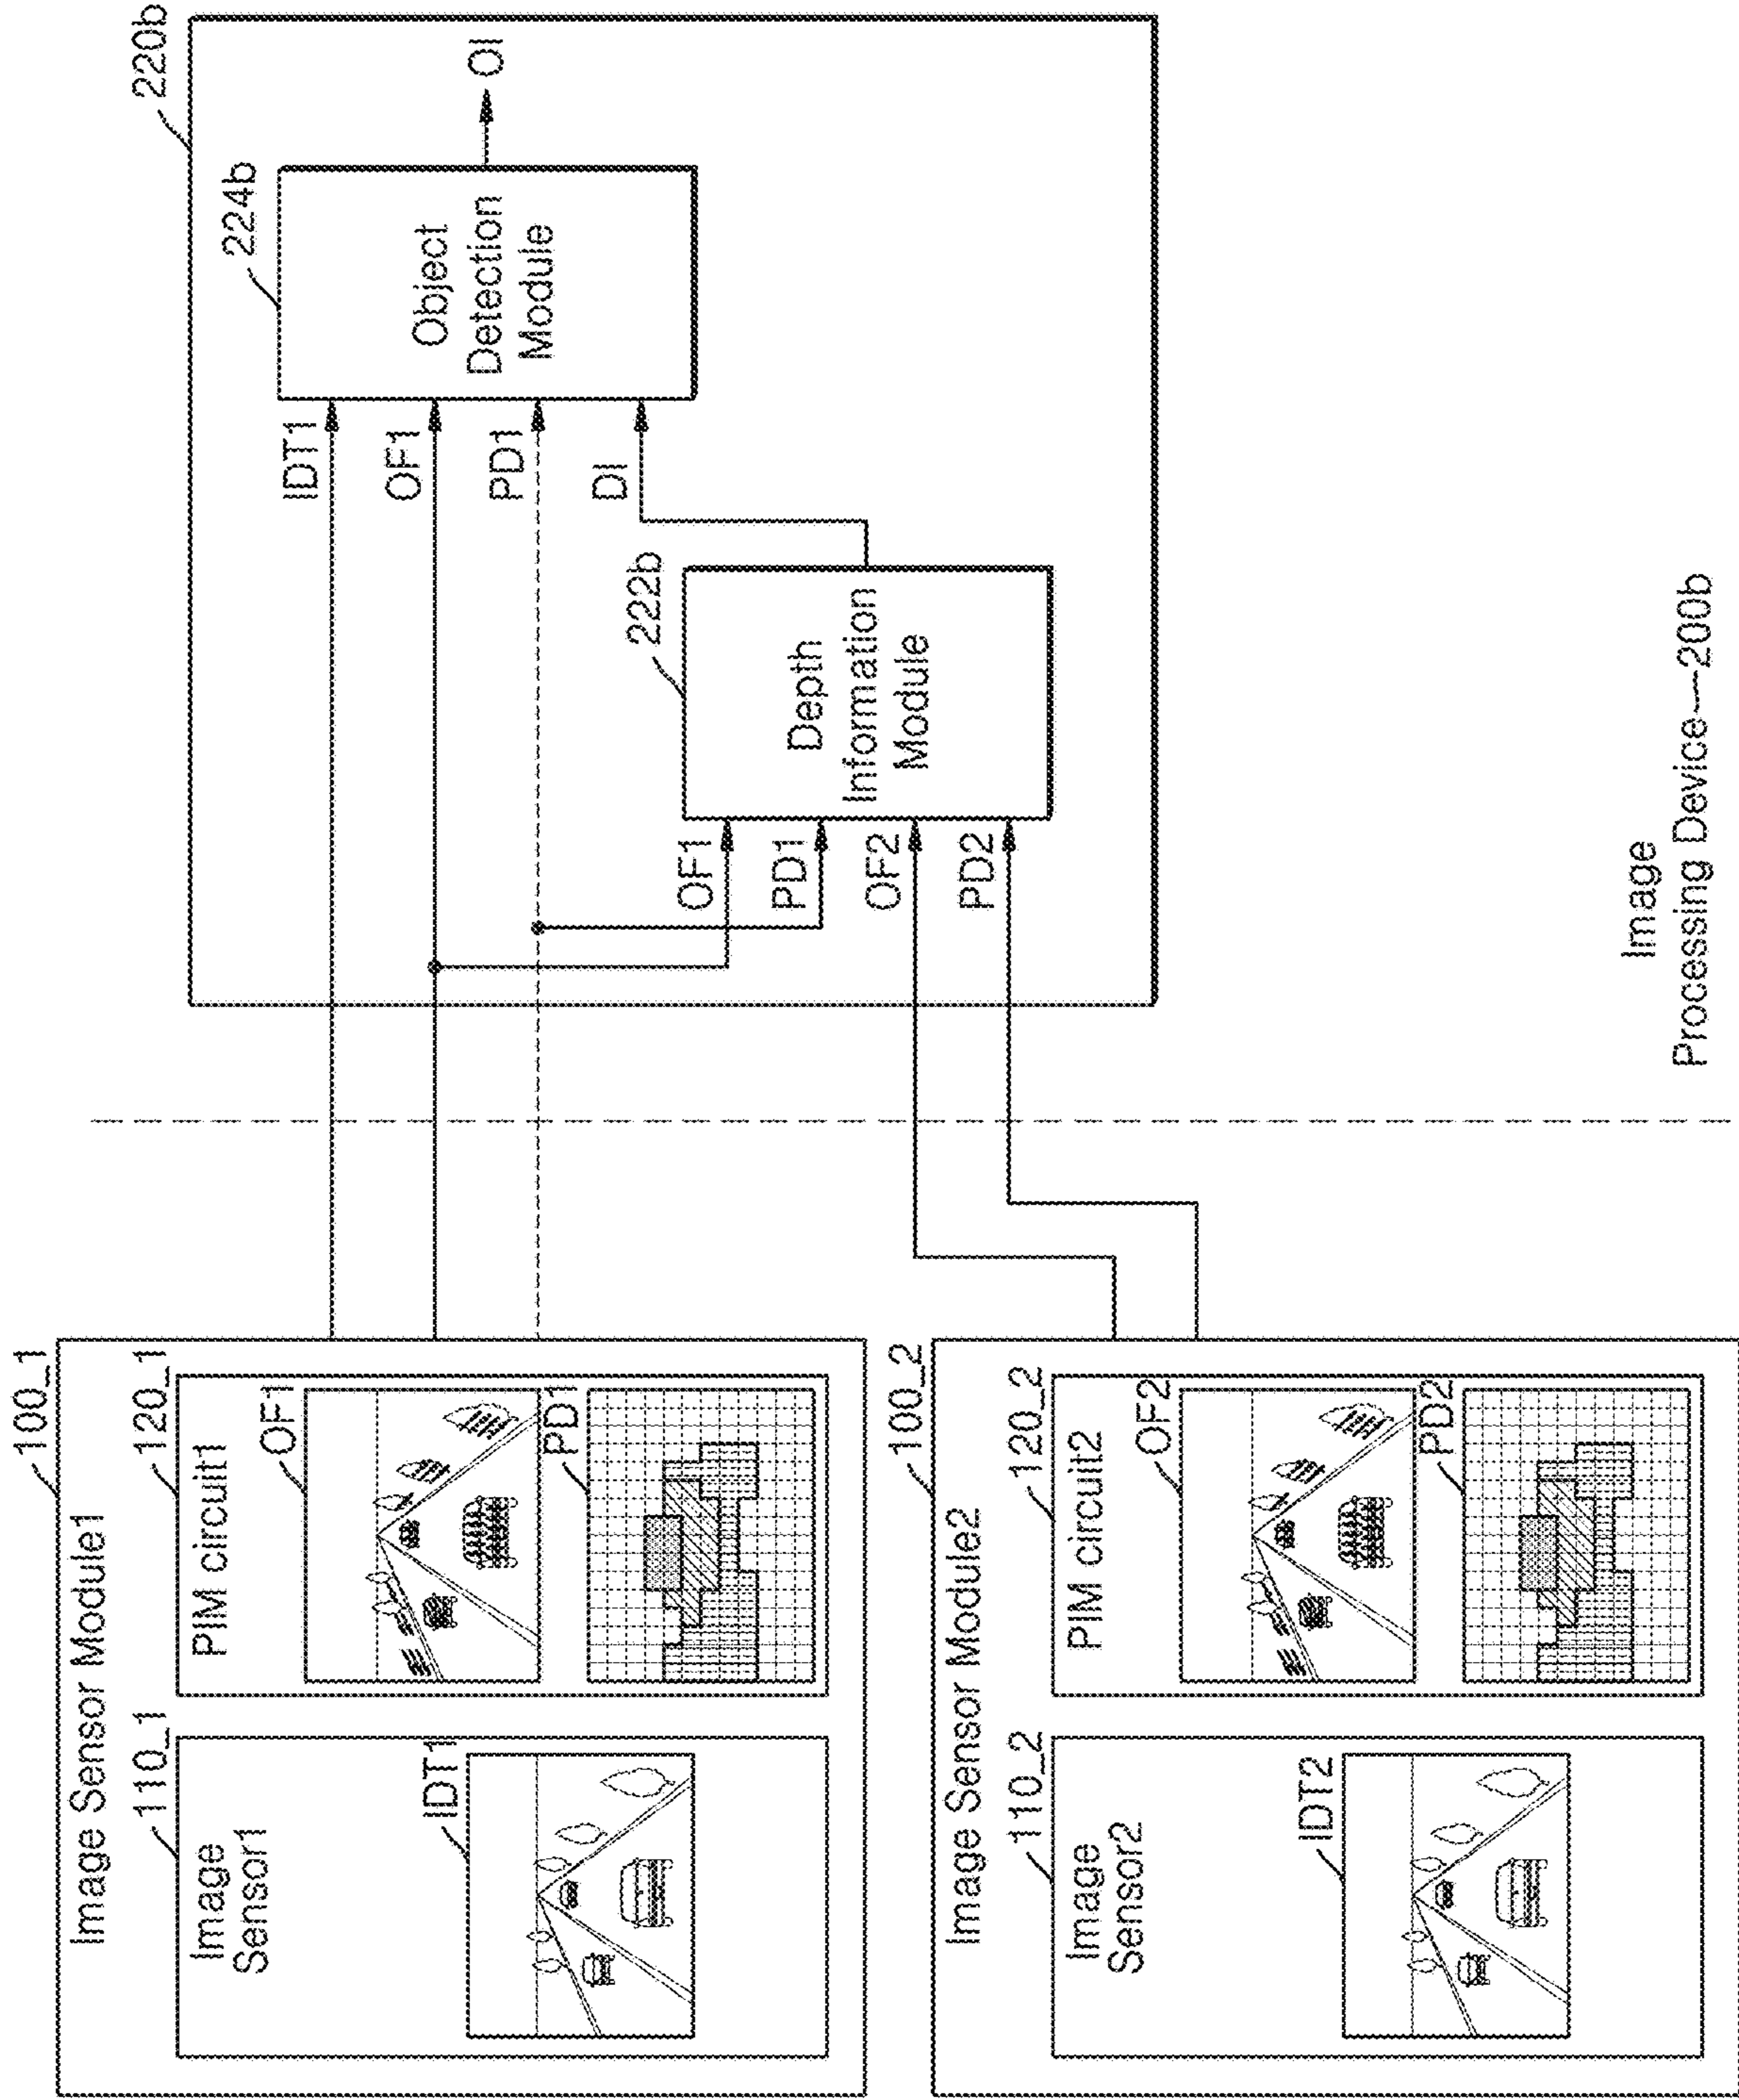 100_1
Image Sensor Module1
110_1
Image
Sensor1
IDT1
120_1
PIM circuit1
OF1
PD1
100_2
Image Sensor Module2
110_2
Image
Sensor2
IDT2
120_2
PIM circuit2
OF2
PD2
220b
IDT1
OF1
PD1
DI
224b
Object
Detection
Module
OI
OF1
PD1
OF2
PD2
222b
Depth
Information
Module
Image
Processing Device 200b